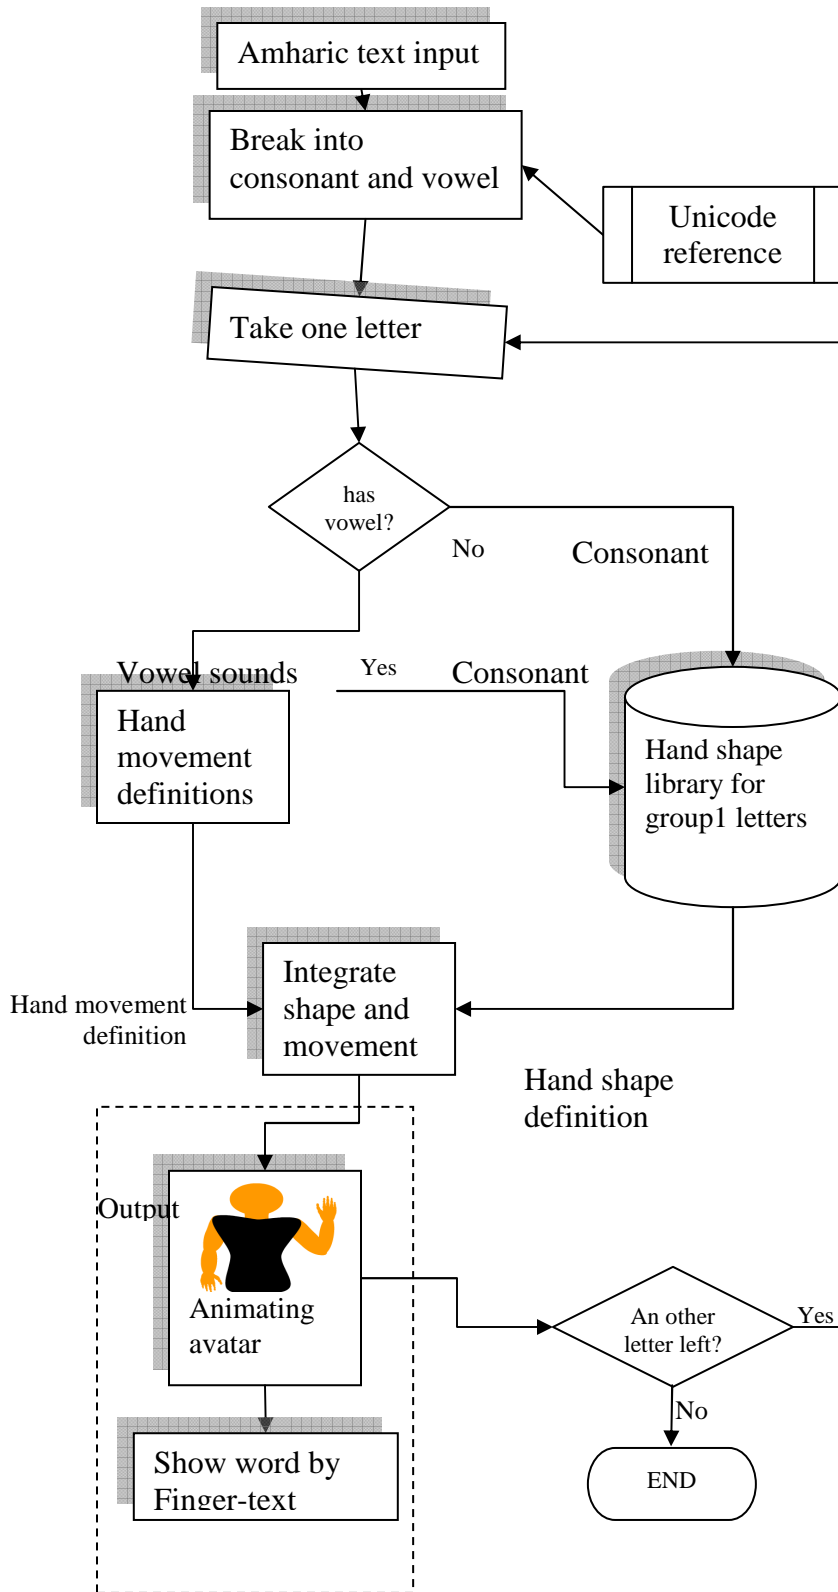 Amharic text input
Break into
consonant and vowel
Unicode
reference
Take one letter
has
vowel?
No
Consonant
Vowel sounds
Yes
Consonant
Hand
movement
definitions
Hand shape
library for
group1 letters
Integrate
shape and
movement
Hand movement
definition
Hand shape
definition
Output
Animating
avatar
An other
letter left?
Yes
No
Show word by
Finger-text
END